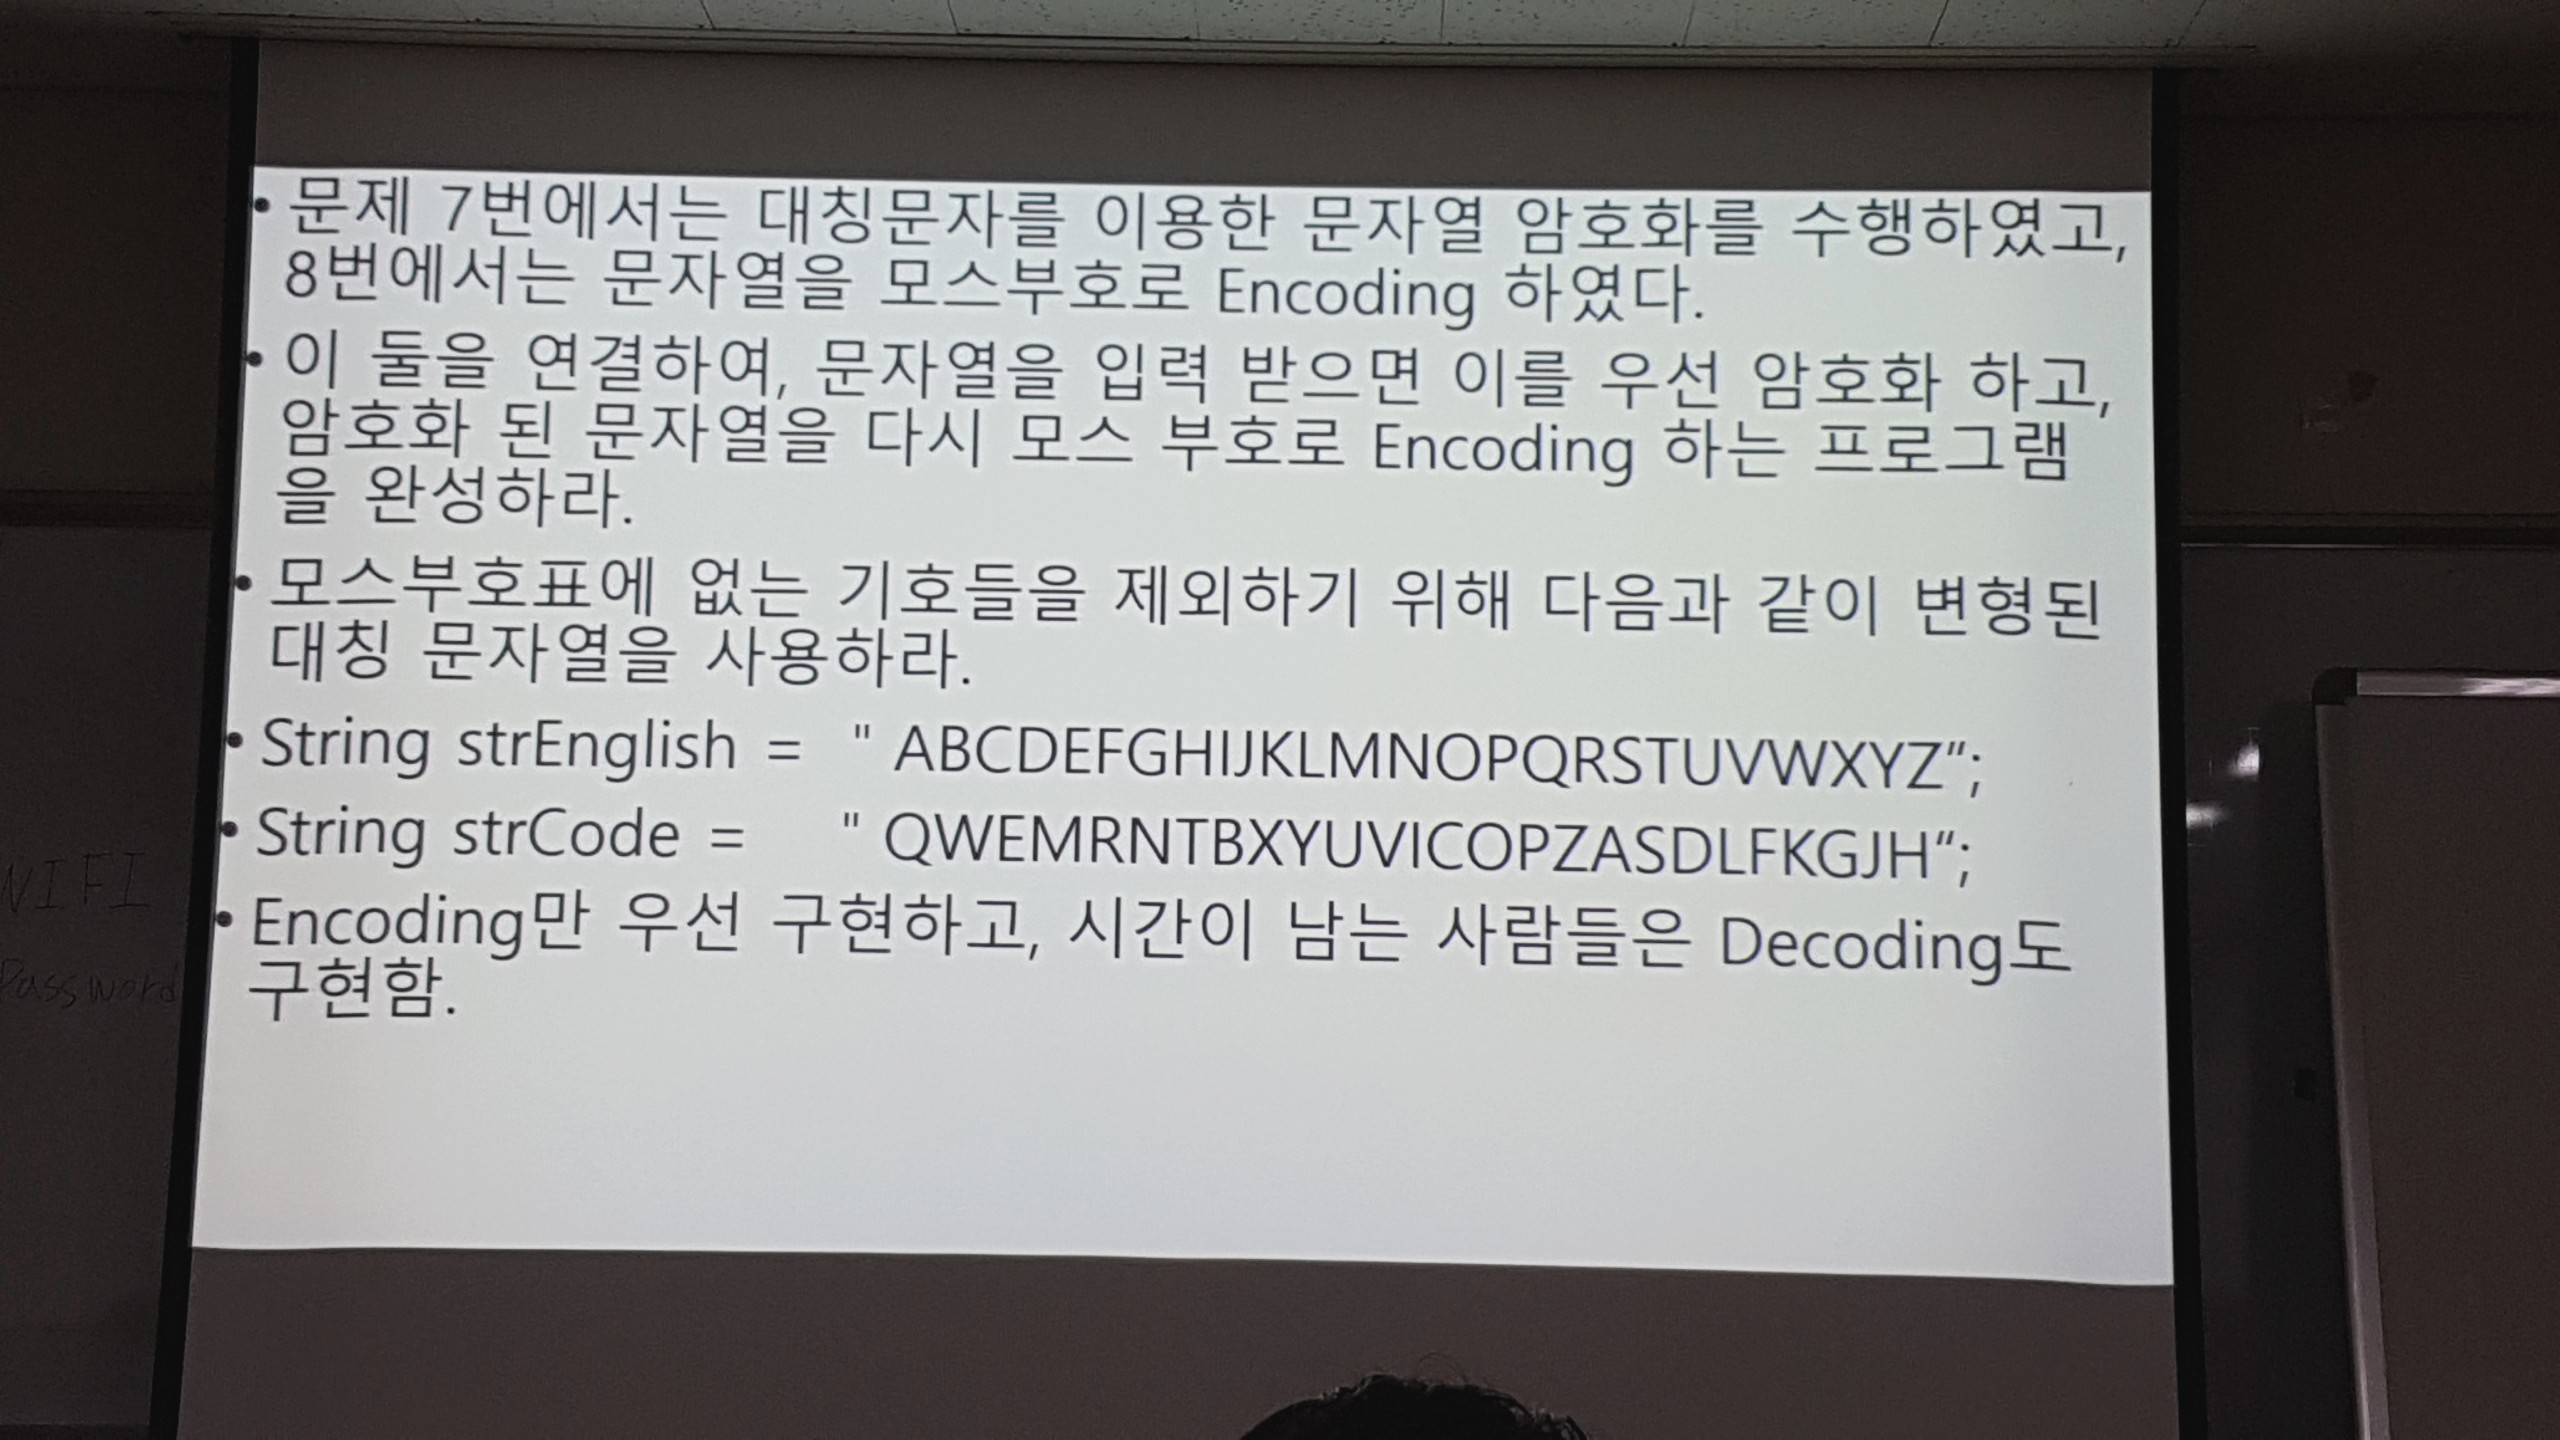 • 문제 7번에서는 대칭문자를 이용한 문자열 암호화를 수행하였고,
8번에서는 문자열을 모스부호로 Encoding 하였다.
• 이 둘을 연결하여, 문자열을 입력 받으면 이를 우선 암호화 하고,
암호화 된 문자열을 다시 모스 부호로 Encoding 하는 프로그램
을 완성하라.
• 모스부호표에 없는 기호들을 제외하기 위해 다음과 같이 변형된
대칭 문자열을 사용하라.
• String strEnglish = " ABCDEFGHIJKLMNOPQRSTUVWXYZ“;
• String strCode = " QWEMRNTBXYUVICOPZASDLFKGJH“;
• Encoding만 우선 구현하고, 시간이 남는 사람들은 Decoding도
구현함.
WIFI
Password